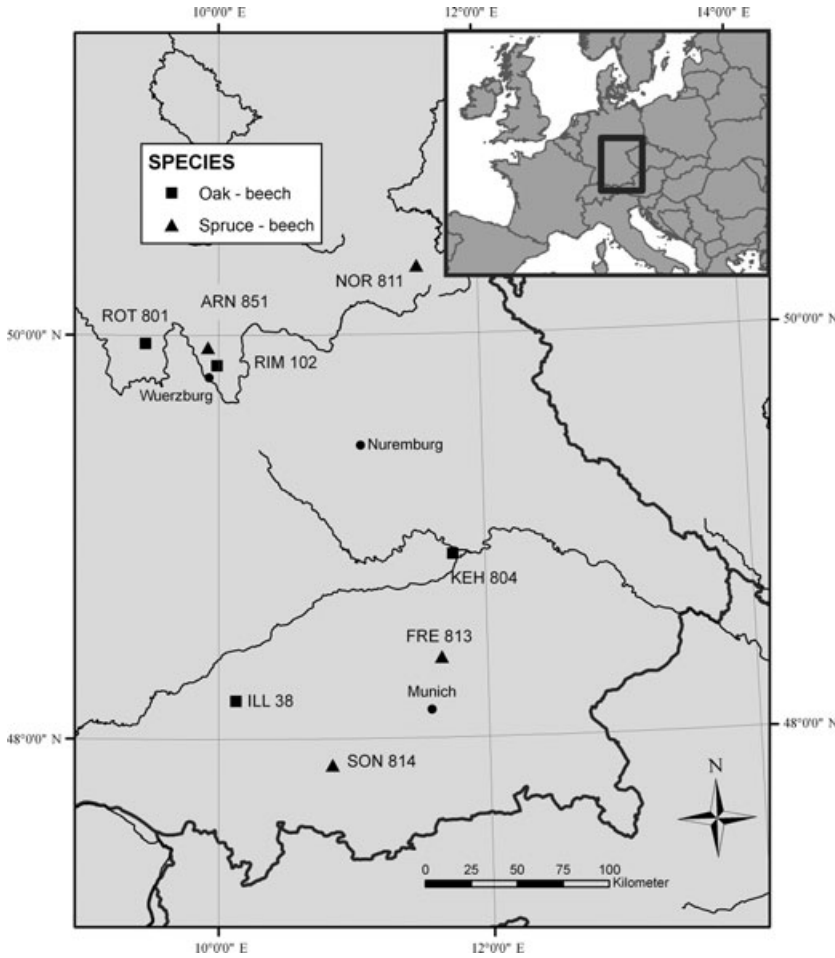 10°0'0" E
12°0'0" E
14°0'0" E
SPECIES
Oak - beech
Spruce - beech
NOR 811
ARN 851
ROT 801
50°0'0" N
50°0'0" N
RIM 102
Wuerzburg
Nuremburg
KEH 804
FRE 813
Munich
ILL 38
48°0'0" N
48°0'0" N
SON 814
N
0 25 50 75 100
Kilometer
10°0'0" E
12°0'0" E